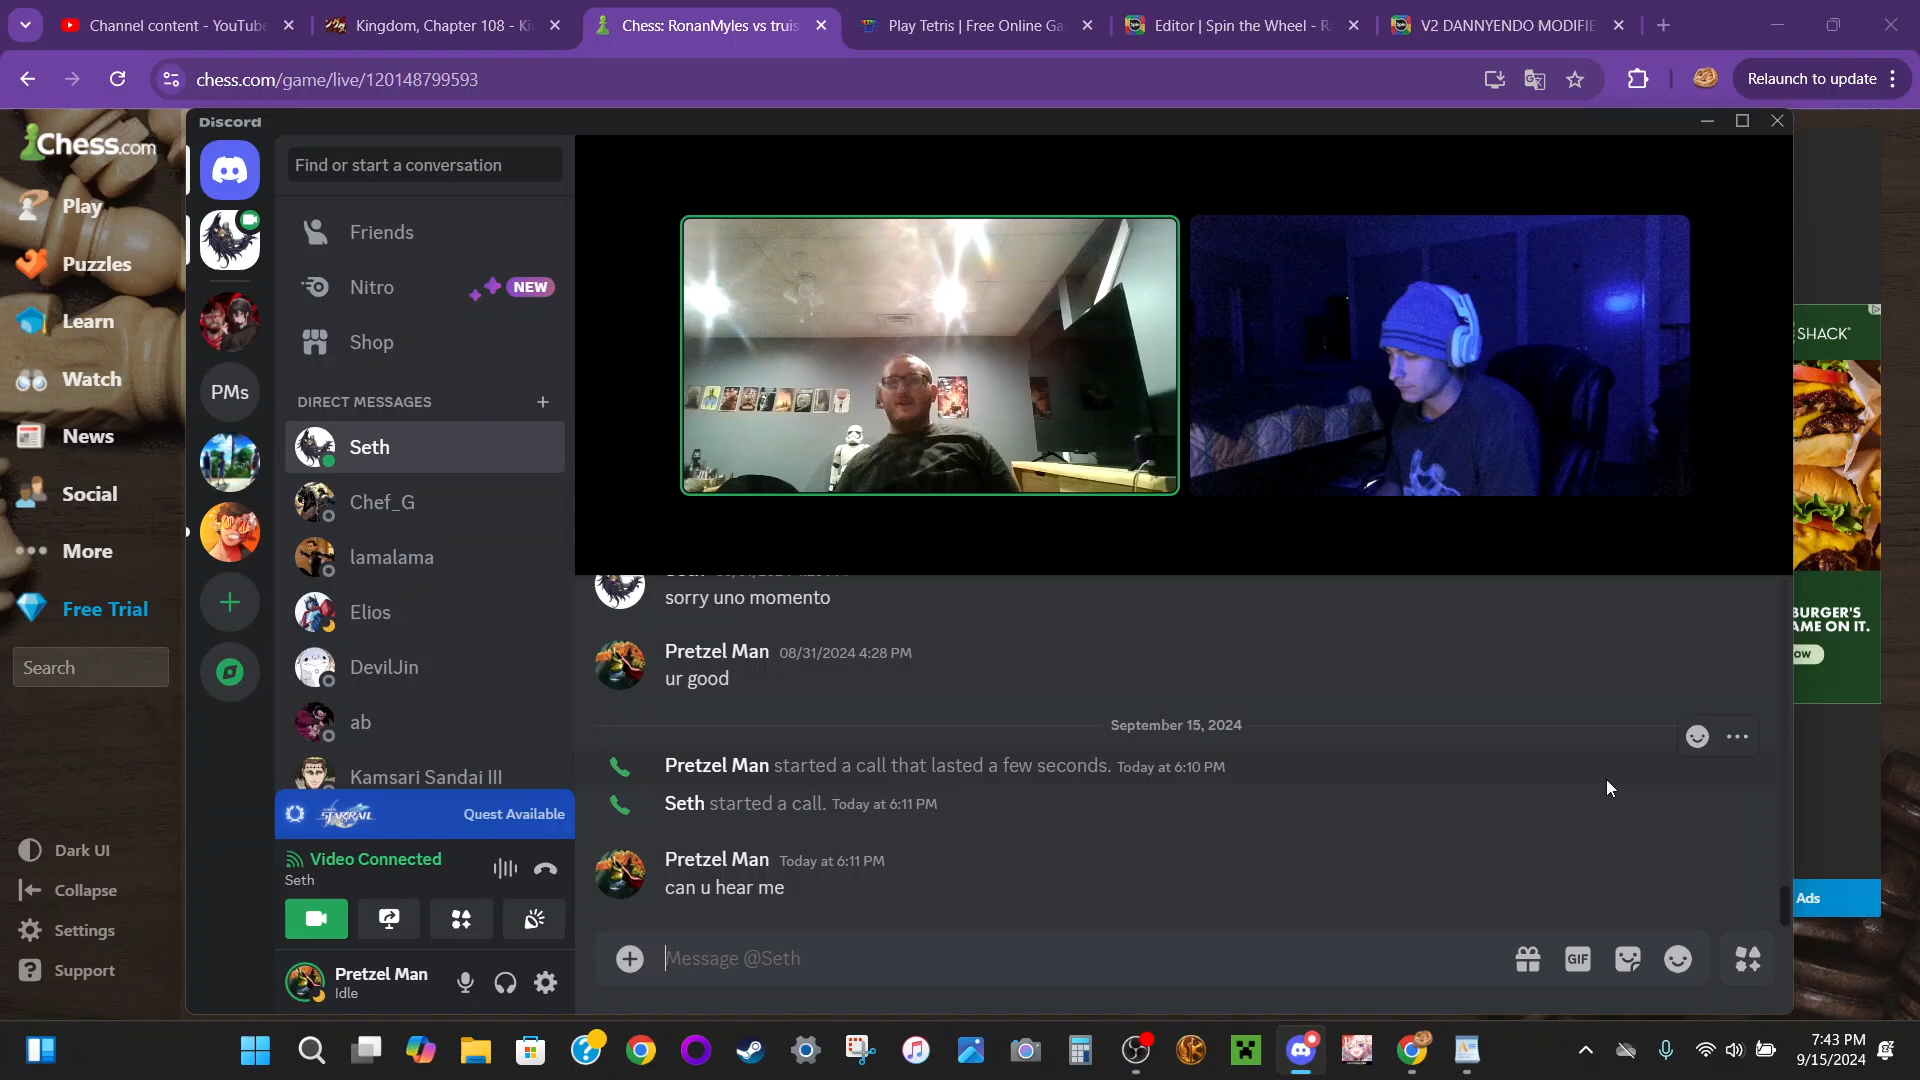 Channel content - YouTube
Kingdom, Chapter 108 - Ki
Chess: RonanMyles vs truis
Play Tetris | Free Online Ga
Editor | Spin the Wheel - R
V2 DANNYENDO MODIFIE
chess.com/game/live/120148799593
Relaunch to update
Chess.com
Play
Puzzles
Learn
Watch
News
Social
More
Free Trial
Search
Dark UI
Collapse
Settings
Support
Discord
PMs
Find or start a conversation
Friends
Nitro
NEW
Shop
DIRECT MESSAGES
Seth
Chef_G
lamalama
Elios
DevilJin
ab
Kamsari Sandai III
STARRAIL
Quest Available
Video Connected
Seth
Pretzel Man
Idle
sorry uno momento
Pretzel Man 08/31/2024 4:28 PM
ur good
September 15, 2024
Pretzel Man started a call that lasted a few seconds. Today at 6:10 PM
Seth started a call. Today at 6:11 PM
Pretzel Man Today at 6:11 PM
can u hear me
Message @Seth
GIF
SHACK
BURGER'S
AME ON IT.
OW
Ads
7:43 PM
9/15/2024